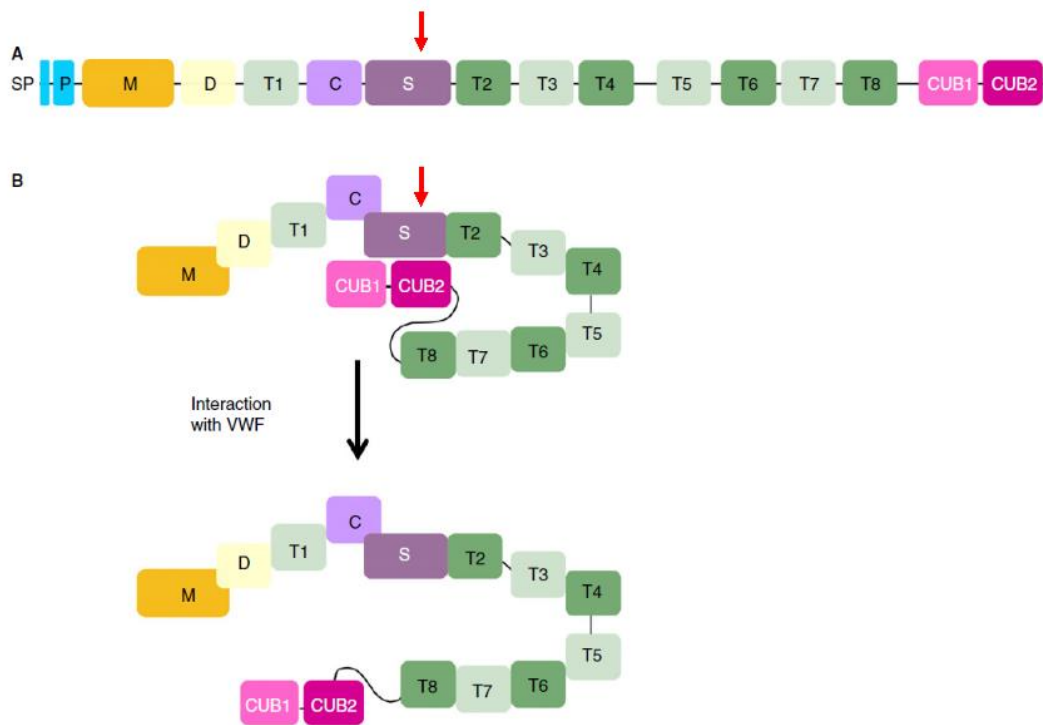 A
SP P M D T1 C S T2 T3 T4 T5 T6 T7 T8 CUB1 CUB2
B
M D T1 C S T2 T3 T4
CUB1 CUB2
T8 T7 T6 T5
Interaction
with VWF
M D T1 C S T2 T3 T4
CUB1 CUB2 T8 T7 T6 T5